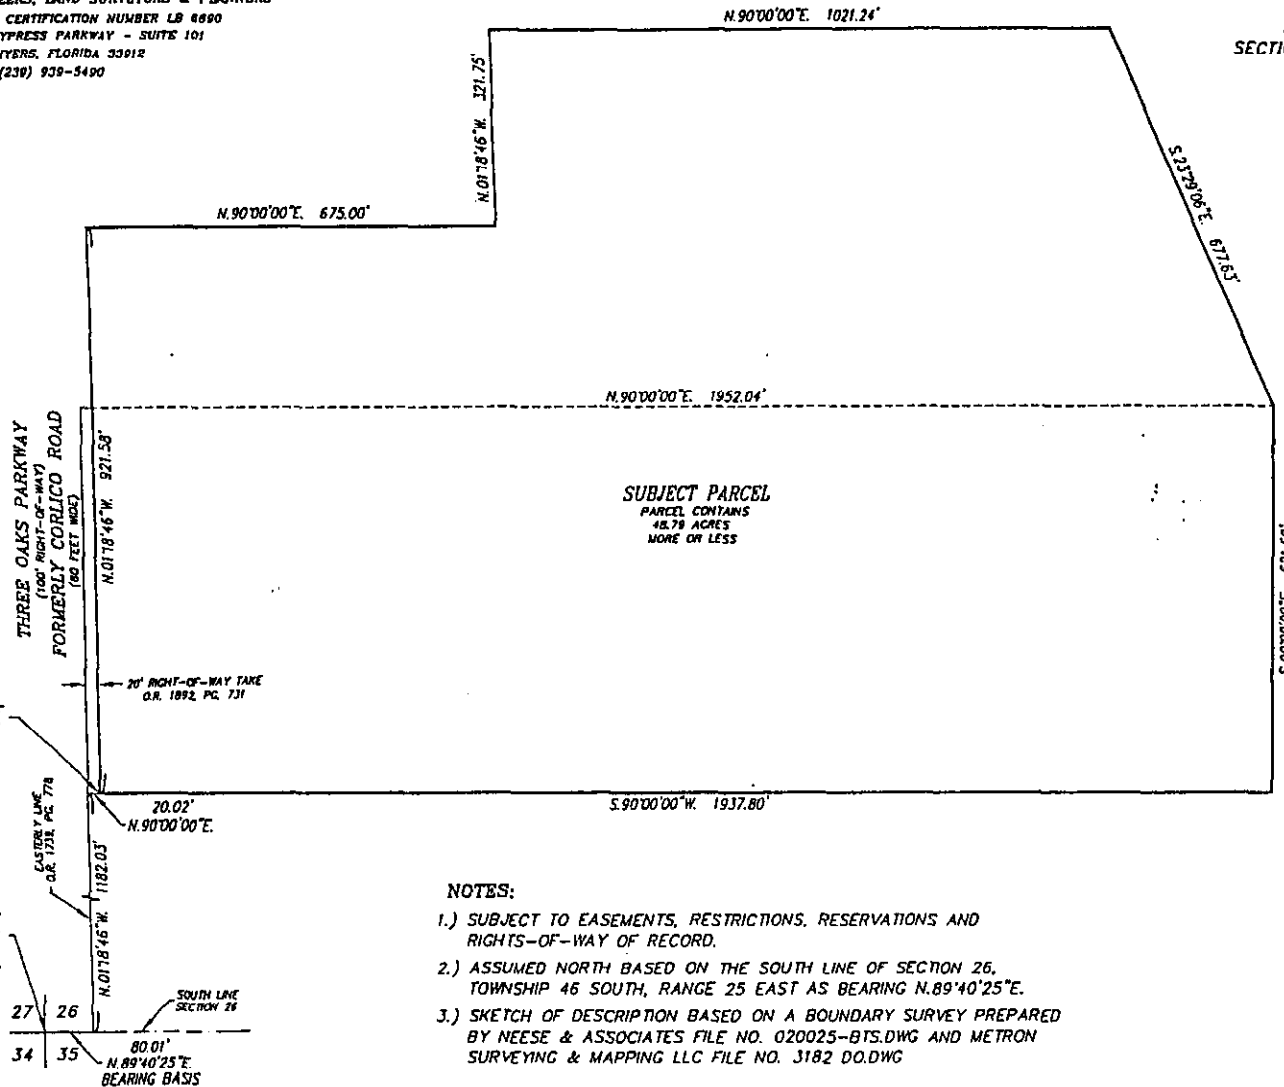 CERTIFICATION NUMBER LB 6690
YPRESS PARKWAY - SUITE 101
YERS, FLORIDA 33912
(239) 939-5490
N.90°00'00"E. 1021.24'
SECTI
N.01°18'46"W. 321.75'
S.23°29'06"E. 677.63'
N.90°00'00"E. 675.00'
N.90°00'00"E. 1952.04'
THREE OAKS PARKWAY
(100' RIGHT-OF-WAY)
FORMERLY CORLICO ROAD
(80 FEET WIDE)
N.01°18'46"W. 921.58'
SUBJECT PARCEL
PARCEL CONTAINS
48.79 ACRES
MORE OR LESS
20' RIGHT-OF-WAY TAKE
O.R. 1892, PG. 731
20.02'
N.90°00'00"E.
S.90°00'00"W. 1937.80'
EASTERLY LINE
O.R. 1739, PG. 778
N.01°18'46"W. 1182.03'
27 26
34 35
SOUTH LINE
SECTION 26
80.01'
N.89°40'25"E.
BEARING BASIS
NOTES:
1.) SUBJECT TO EASEMENTS, RESTRICTIONS, RESERVATIONS AND
RIGHTS-OF-WAY OF RECORD.
2.) ASSUMED NORTH BASED ON THE SOUTH LINE OF SECTION 26,
TOWNSHIP 46 SOUTH, RANGE 25 EAST AS BEARING N.89°40'25"E.
3.) SKETCH OF DESCRIPTION BASED ON A BOUNDARY SURVEY PREPARED
BY NEESE & ASSOCIATES FILE NO. 020025-BTS.DWG AND METRON
SURVEYING & MAPPING LLC FILE NO. 3182 DO.DWG